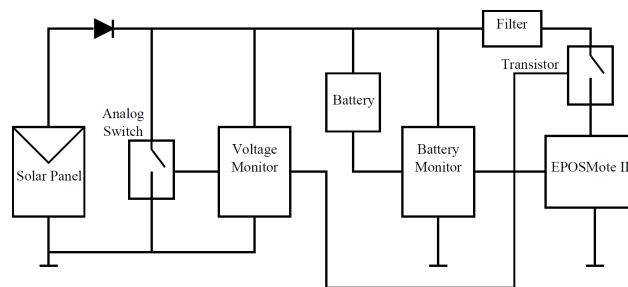 Filter
Transistor
Analog
Switch
Battery
Solar Panel
Voltage
Monitor
Battery
Monitor
EPOSMote II